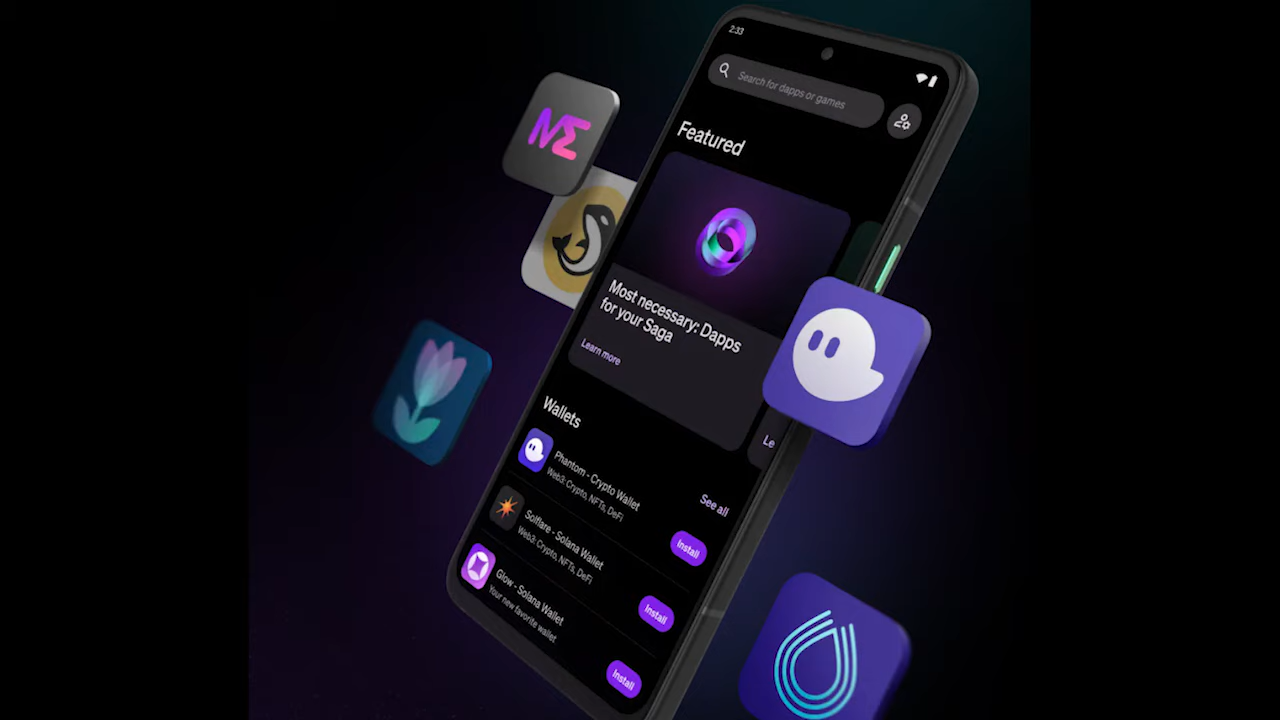 2:33
Search for dapps or games
Featured
ME
Most necessary: Dapps
for your Saga
Learn more
Le
Wallets
See all
Phantom - Crypto Wallet
Web3: Crypto, NFTs, DeFi
Install
Solflare - Solana Wallet
Web3: Crypto, NFTs, DeFi
Install
Glow - Solana Wallet
Your new favorite wallet
Install